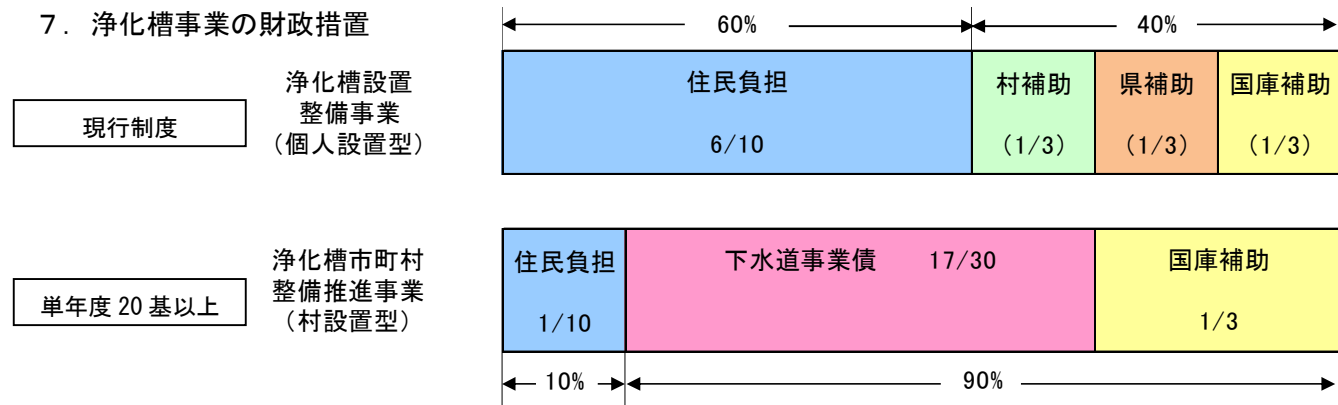 ７．浄化槽事業の財政措置
60%
40%
現行制度
浄化槽設置
整備事業
（個人設置型）
住民負担
6/10
村補助
（1/3）
県補助
（1/3）
国庫補助
（1/3）
単年度 20 基以上
浄化槽市町村
整備推進事業
（村設置型）
住民負担
1/10
下水道事業債　17/30
国庫補助
1/3
10%
90%